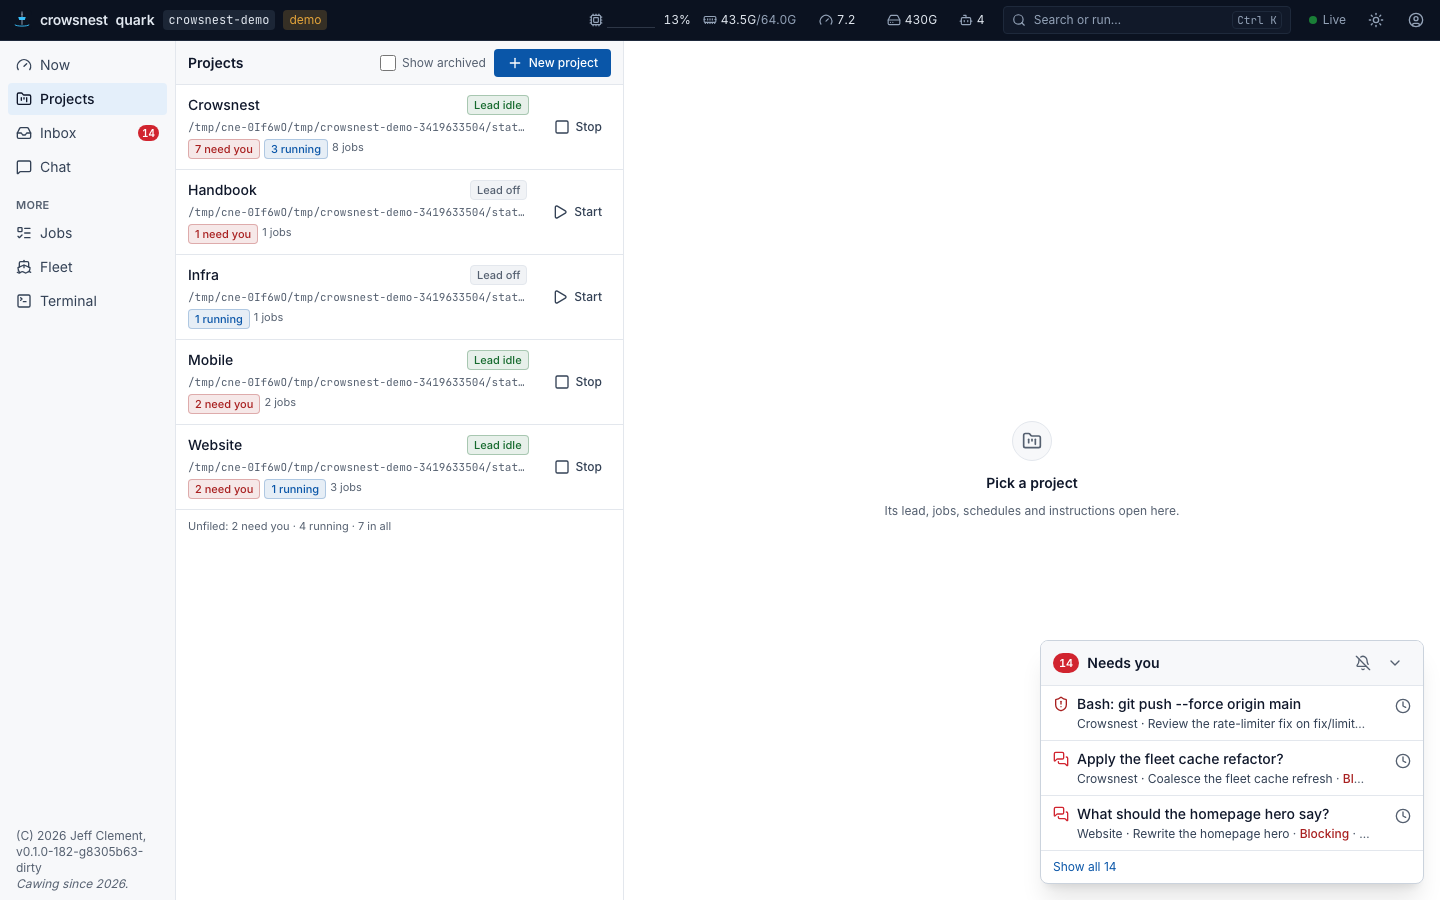 crowsnest quark crowsnest-demo demo
13% 43.5G/64.0G 7.2 430G 4
Search or run... Ctrl K
Live
Now
Projects
Inbox 14
Chat
MORE
Jobs
Fleet
Terminal
(C) 2026 Jeff Clement,
v0.1.0-182-g8305b63-
dirty
Cawing since 2026.
Projects Show archived New project
Crowsnest Lead idle
/tmp/cne-0If6wO/tmp/crowsnest-demo-3419633504/stat… Stop
7 need you 3 running 8 jobs
Handbook Lead off
/tmp/cne-0If6wO/tmp/crowsnest-demo-3419633504/stat… Start
1 need you 1 jobs
Infra Lead off
/tmp/cne-0If6wO/tmp/crowsnest-demo-3419633504/stat… Start
1 running 1 jobs
Mobile Lead idle
/tmp/cne-0If6wO/tmp/crowsnest-demo-3419633504/stat… Stop
2 need you 2 jobs
Website Lead idle
/tmp/cne-0If6wO/tmp/crowsnest-demo-3419633504/stat… Stop
2 need you 1 running 3 jobs
Unfiled: 2 need you · 4 running · 7 in all
Pick a project
Its lead, jobs, schedules and instructions open here.
14 Needs you
Bash: git push --force origin main
Crowsnest · Review the rate-limiter fix on fix/limit...
Apply the fleet cache refactor?
Crowsnest · Coalesce the fleet cache refresh · Bl...
What should the homepage hero say?
Website · Rewrite the homepage hero · Blocking · ...
Show all 14